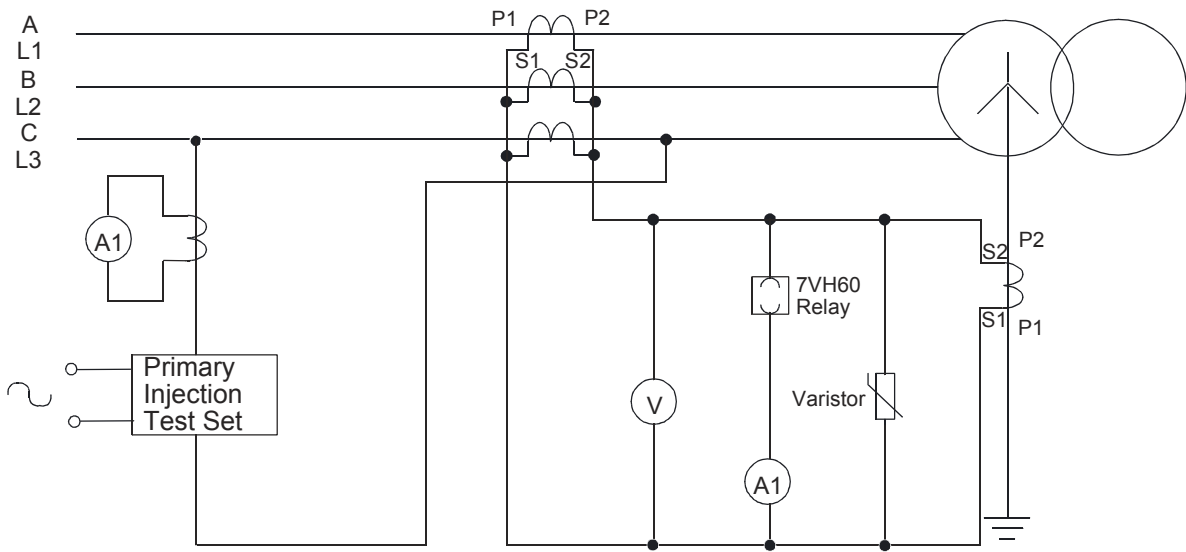 A
L1
B
L2
C
L3
P1
P2
S1
S2
A1
Primary
Injection
Test Set
V
7VH60
Relay
A1
Varistor
S2
P2
S1
P1